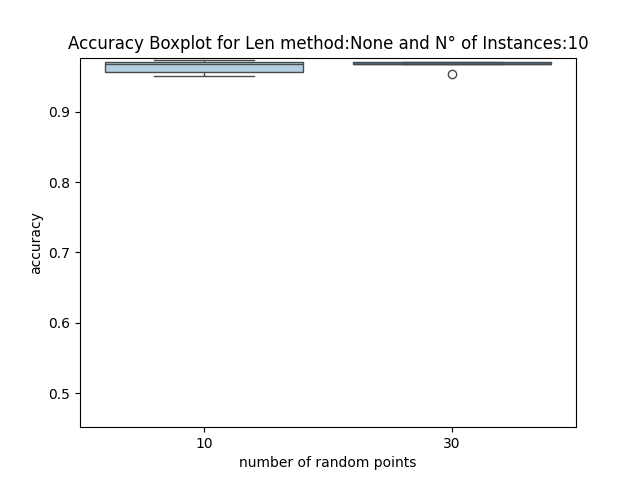 Accuracy Boxplot for Len method:None and N° of Instances:10
0.9
0.8
0.7
0.6
0.5
accuracy
10 30
number of random points